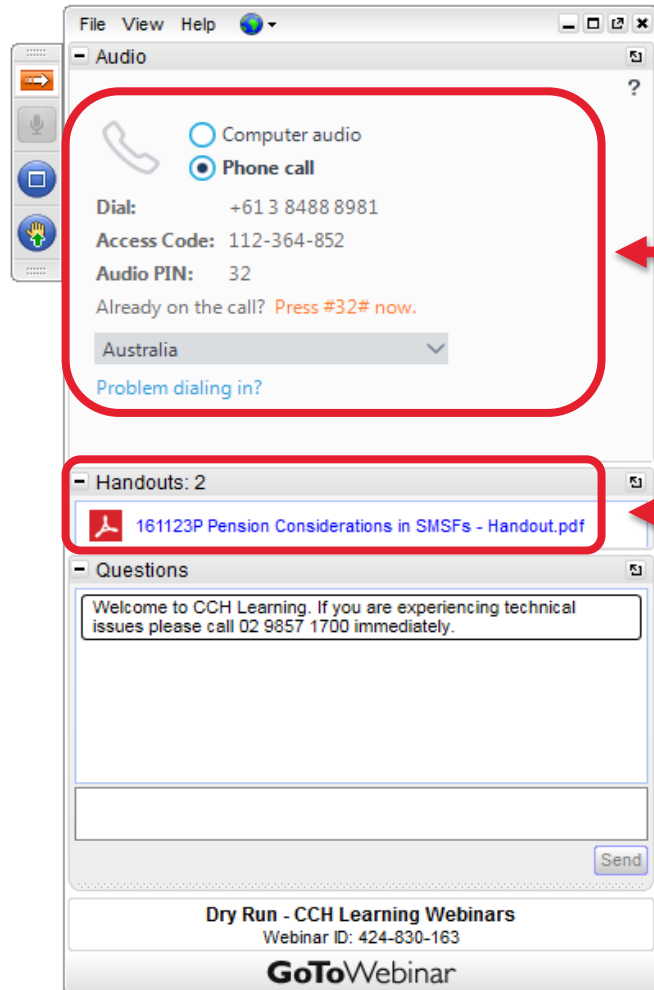 File View Help
Audio
?
Computer audio
Phone call
Dial: +61 3 8488 8981
Access Code: 112-364-852
Audio PIN: 32
Already on the call? Press #32# now.
Australia
Problem dialing in?
Handouts: 2
161123P Pension Considerations in SMSFs - Handout.pdf
Questions
Welcome to CCH Learning. If you are experiencing technical
issues please call 02 9857 1700 immediately.
Send
Dry Run - CCH Learning Webinars
Webinar ID: 424-830-163
GoToWebinar